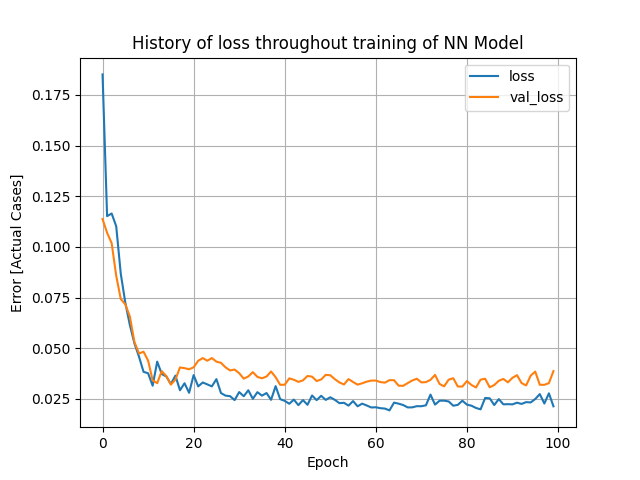 History of loss throughout training of NN Model
loss
val_loss
0.175
0.150
0.125
0.100
0.075
0.050
0.025
Error [Actual Cases]
0
20
40
60
80
100
Epoch